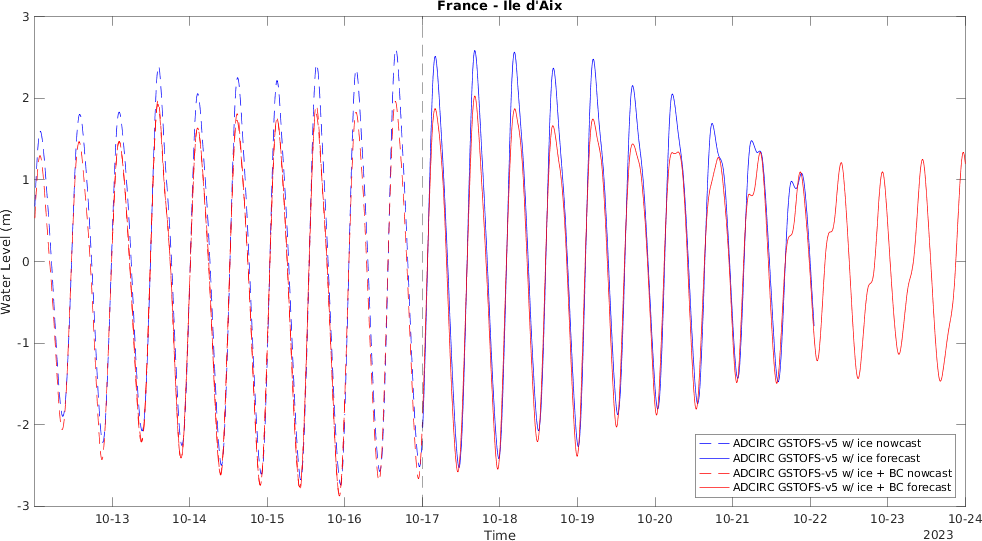 France - Ile d'Aix
3
2
1
0
-1
-2
-3
Water Level (m)
ADCIRC GSTOFS-v5 w/ ice nowcast
ADCIRC GSTOFS-v5 w/ ice forecast
ADCIRC GSTOFS-v5 w/ ice + BC nowcast
ADCIRC GSTOFS-v5 w/ ice + BC forecast
10-13 10-14 10-15 10-16 10-17 10-18 10-19 10-20 10-21 10-22 10-23 10-24
Time
2023